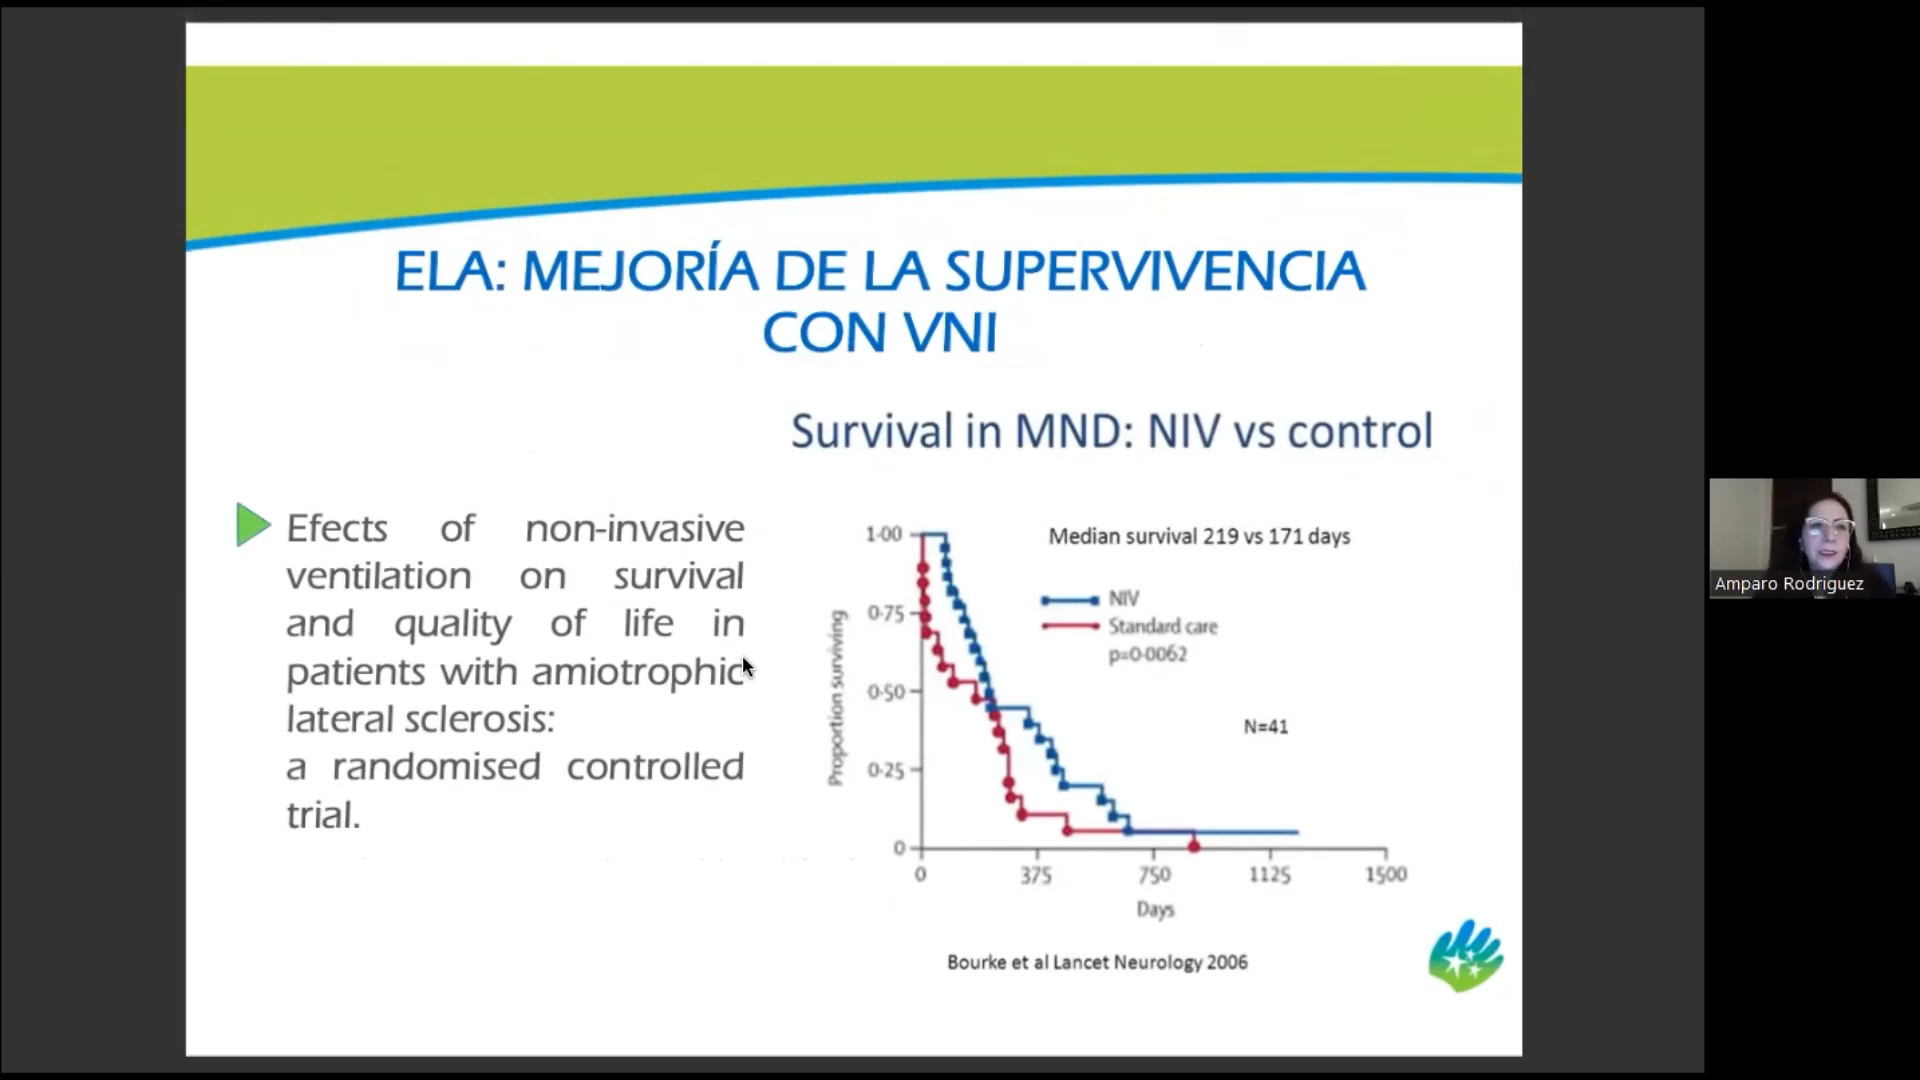 ELA: MEJORÍA DE LA SUPERVIVENCIA
CON VNI
Survival in MND: NIV vs control
Efects of non-invasive
ventilation on survival
and quality of life in
patients with amiotrophic
lateral sclerosis:
a randomised controlled
trial.
Median survival 219 vs 171 days
NIV
Standard care
p=0·0062
N=41
Proportion surviving
1·00
0·75
0·50
0·25
0
0 375 750 1125 1500
Days
Bourke et al Lancet Neurology 2006
Amparo Rodriguez